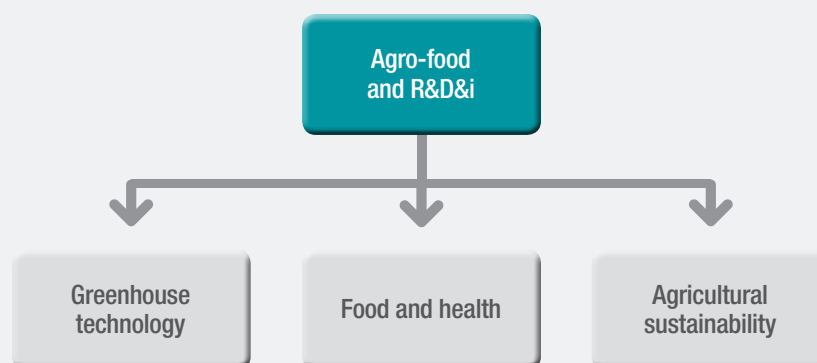 Agro-food
and R&D&i
Greenhouse
technology
Food and health
Agricultural
sustainability